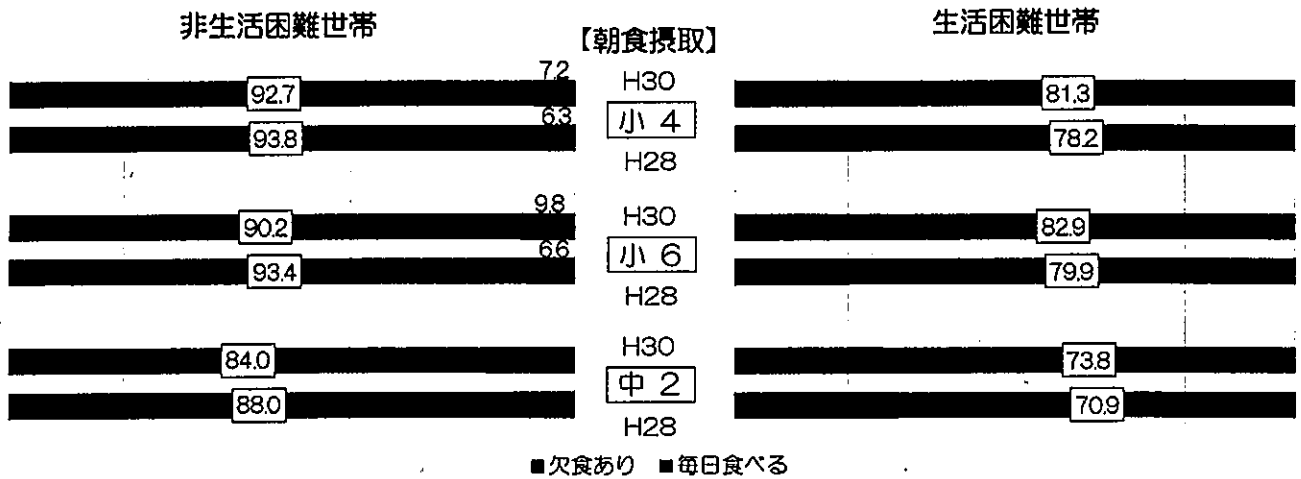 非生活困難世帯
【朝食摂取】
生活困難世帯
7.2
H30
92.7
81.3
6.3
小4
93.8
78.2
H28
9.8
H30
90.2
82.9
6.6
小6
93.4
79.9
H28
H30
84.0
73.8
中2
88.0
70.9
H28
■欠食あり ■毎日食べる